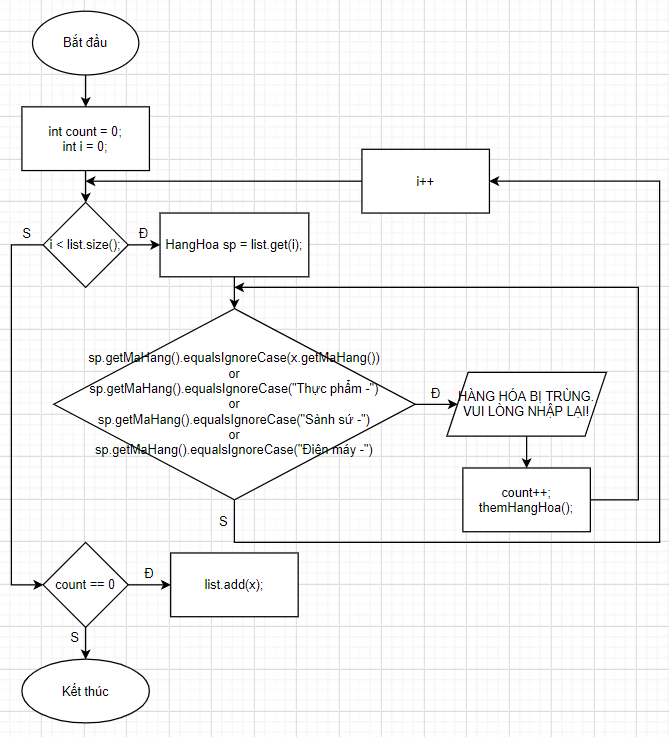 Bắt đầu
int count = 0;
int i = 0;
i++
S
i < list.size();
Đ
HangHoa sp = list.get(i);
sp.getMaHang().equalsIgnoreCase(x.getMaHang())
or
sp.getMaHang().equalsIgnoreCase("Thực phẩm -")
or
sp.getMaHang().equalsIgnoreCase("Sành sứ -")
or
sp.getMaHang().equalsIgnoreCase("Điện máy -")
Đ
HÀNG HÓA BỊ TRÙNG.
VUI LÒNG NHẬP LẠI!
count++;
themHangHoa();
S
count == 0
Đ
list.add(x);
S
Kết thúc